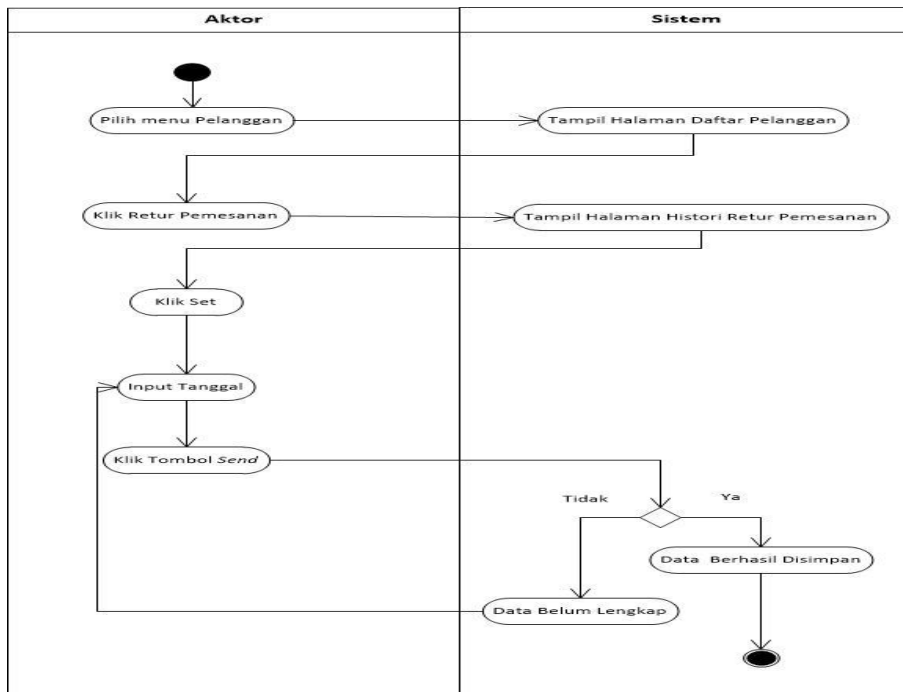 Aktor
Sistem
Pilih menu Pelanggan
Tampil Halaman Daftar Pelanggan
Klik Retur Pemesanan
Tampil Halaman Histori Retur Pemesanan
Klik Set
Input Tanggal
Klik Tombol Send
Tidak
Ya
Data Berhasil Disimpan
Data Belum Lengkap